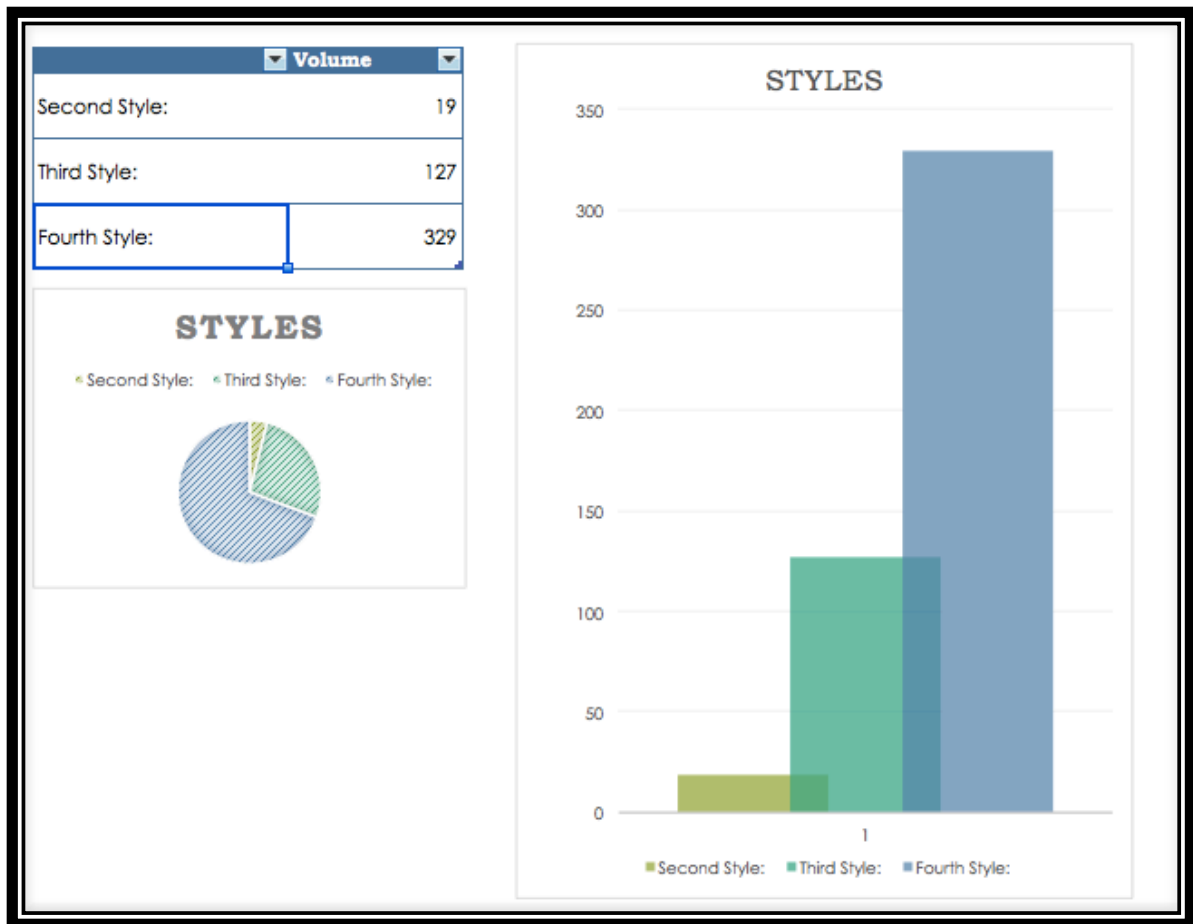 Volume
Second Style: 19
Third Style: 127
Fourth Style: 329
STYLES
Second Style: Third Style: Fourth Style:
STYLES
350
300
250
200
150
100
50
0
1
Second Style: Third Style: Fourth Style: